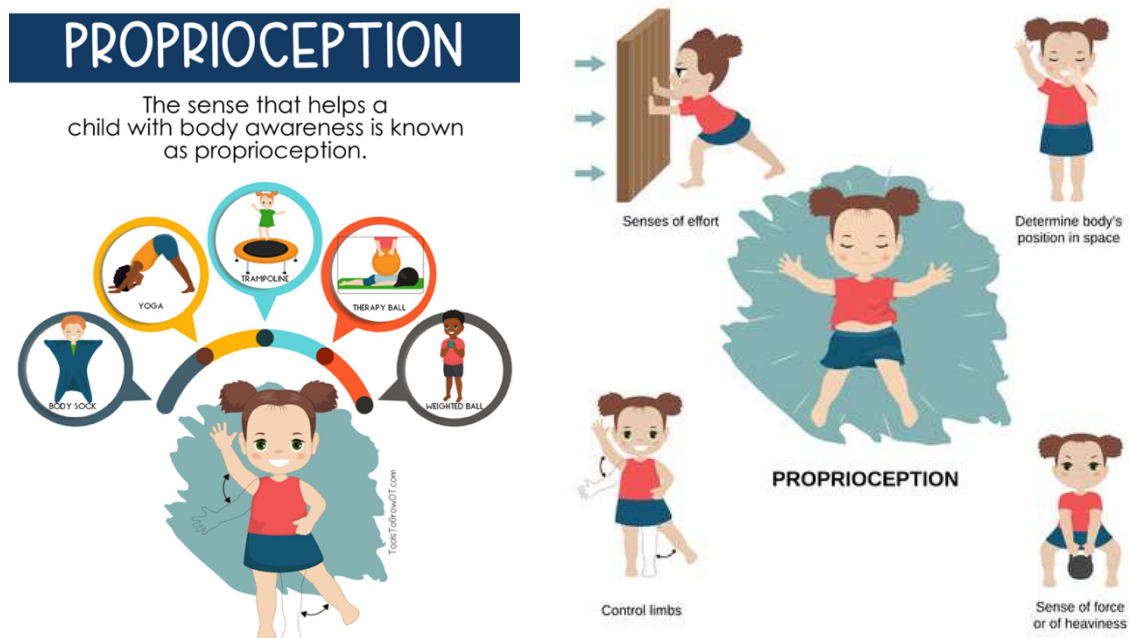 PROPRIOCEPTION
The sense that helps a
child with body awareness is known
as proprioception.
TRAMPOLINE
YOGA
THERAPY BALL
BODY SOCK
WEIGHTED BALL
ToolsToGrowOT.com
Senses of effort
Determine body's
position in space
PROPRIOCEPTION
Control limbs
Sense of force
or of heaviness